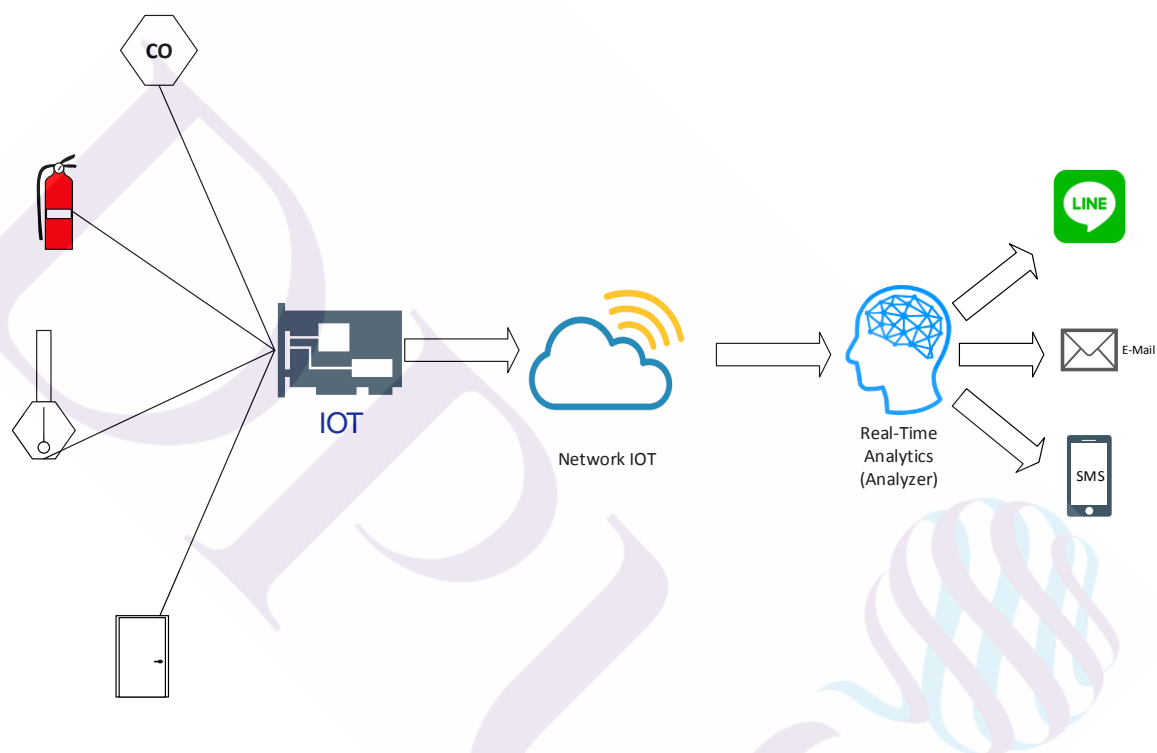 CO
LINE
IOT
Network IOT
Real-Time
Analytics
(Analyzer)
E-Mail
SMS